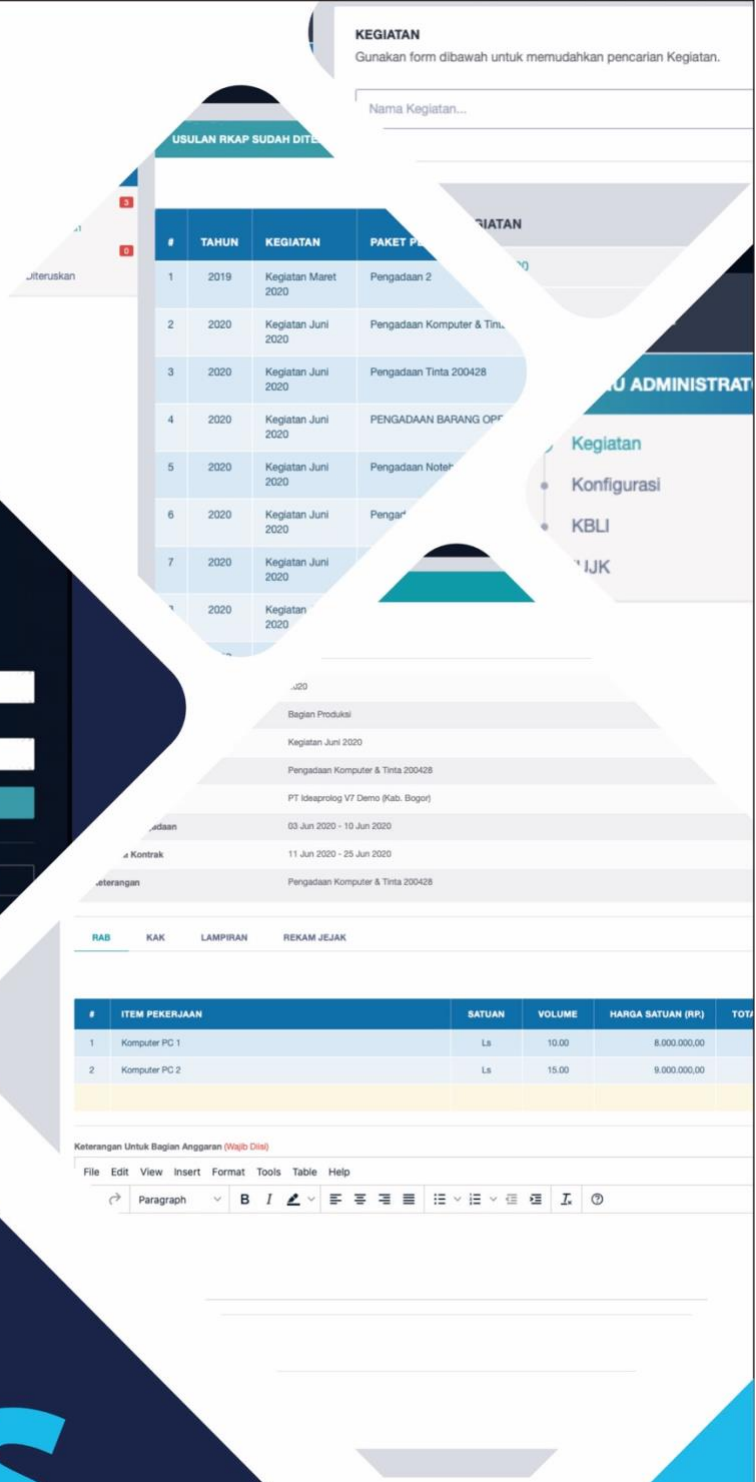 KEGIATAN
Gunakan form dibawah untuk memudahkan pencarian Kegiatan.
Nama Kegiatan...
USULAN RKAP SUDAH
3
0
Diteruskan
# TAHUN KEGIATAN PAKET
1 2019 Kegiatan Maret 2020 Pengadaan 2
2 2020 Kegiatan Juni 2020 Pengadaan Komputer &
3 2020 Kegiatan Juni 2020 Pengadaan Tinta 200428
4 2020 Kegiatan Juni 2020 PENGADAAN BARANG
5 2020 Kegiatan Juni 2020 Pengadaan
6 2020 Kegiatan Juni 2020
7 2020 Kegiatan Juni 2020
2020 Kegiatan 2020
Kegiatan
Konfigurasi
KBLI
Bagian Produksi
Kegiatan Juni 2020
Pengadaan Komputer & Tinta 200428
PT Ideaprolog V7 Demo (Kab. Bogor)
03 Jun 2020 - 10 Jun 2020
Kontrak 11 Jun 2020 - 25 Jun 2020
Pengadaan Komputer & Tinta 200428
RAB KAK LAMPIRAN REKAM JEJAK
# ITEM PEKERJAAN SATUAN VOLUME HARGA SATUAN (RP.)
1 Komputer PC 1 Ls 10.00 8.000.000,00
2 Komputer PC 2 Ls 15.00 9.000.000,00
Keterangan Untuk Bagian Anggaran (Wajib Diisi)
File Edit View Insert Format Tools Table Help
Paragraph B I